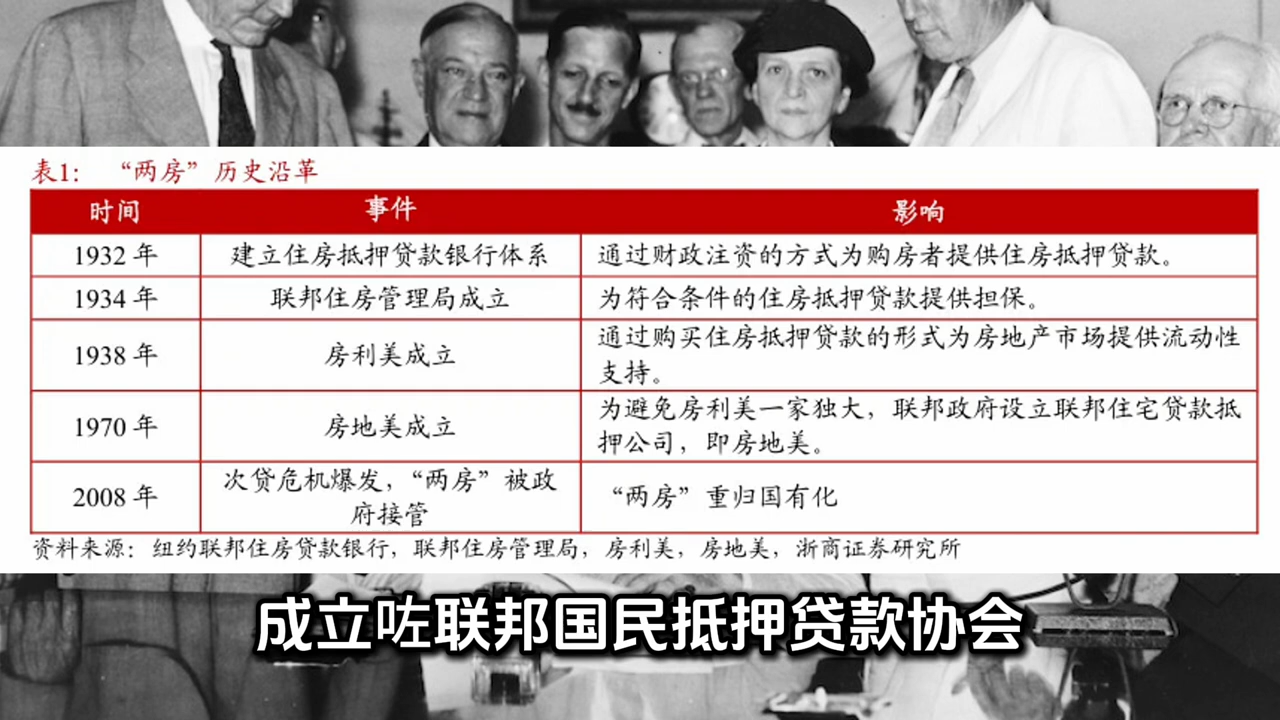 表1： “两房”历史沿革
时间 事件 影响
1932 年 建立住房抵押贷款银行体系 通过财政注资的方式为购房者提供住房抵押贷款。
1934 年 联邦住房管理局成立 为符合条件的住房抵押贷款提供担保。
1938 年 房利美成立 通过购买住房抵押贷款的形式为房地产市场提供流动性
支持。
1970 年 房地美成立 为避免房利美一家独大，联邦政府设立联邦住宅贷款抵
押公司，即房地美。
2008 年 次贷危机爆发，“两房”被政
府接管 “两房”重归国有化
资料来源：纽约联邦住房贷款银行，联邦住房管理局，房利美，房地美，浙商证券研究所
成立咗联邦国民抵押贷款协会